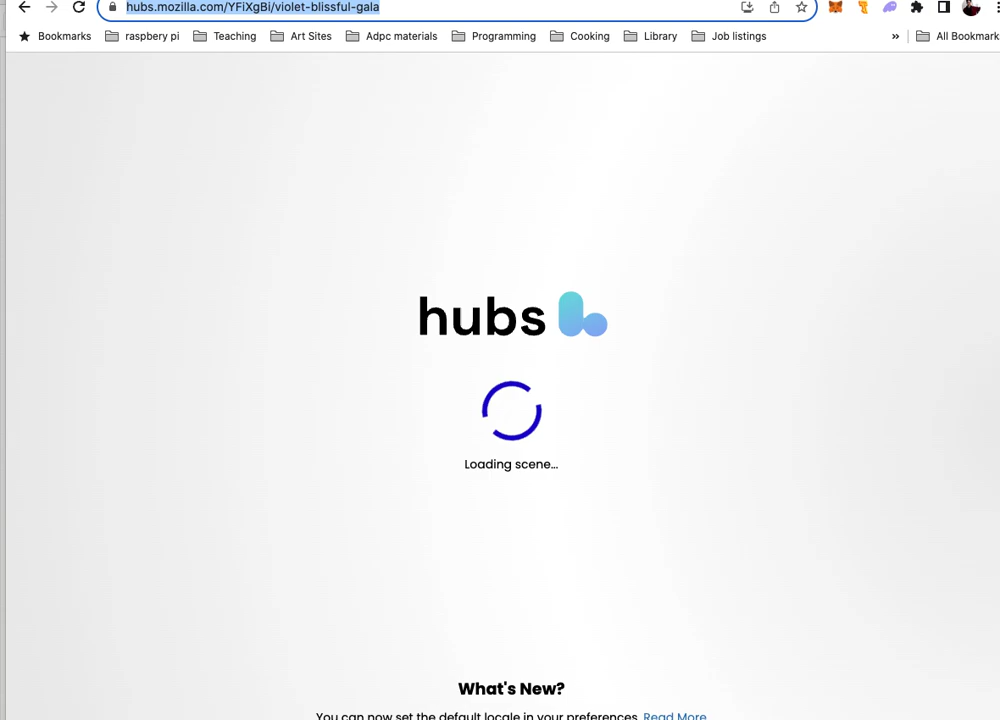 hubs.mozilla.com/YFiXgBi/violet-blissful-gala
Bookmarks raspbery pi Teaching Art Sites Adpc materials Programming Cooking Library Job listings » All Bookmark
hubs
Loading scene...
What's New?
You can now set the default locale in your preferences. Read More